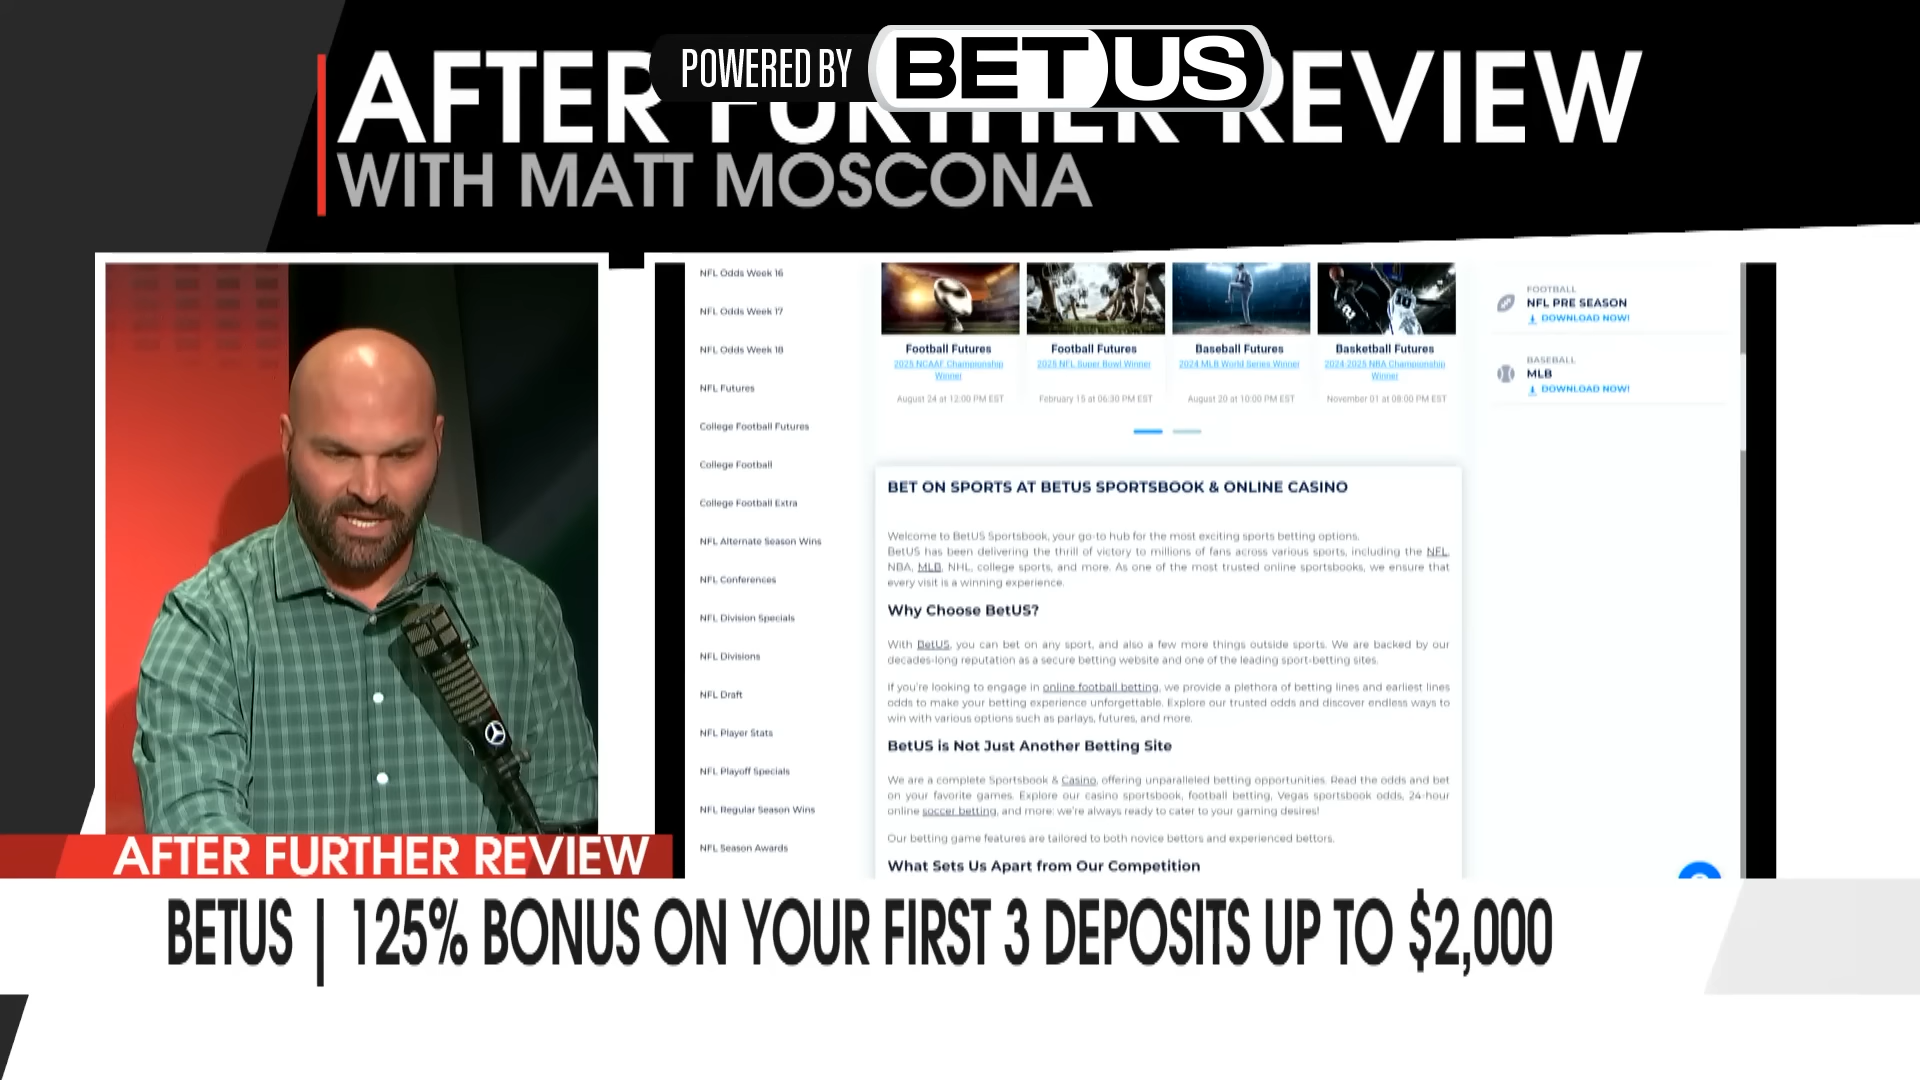 POWERED BY BETUS
AFTER FURTHER REVIEW
WITH MATT MOSCONA
NFL Odds Week 16
NFL Odds Week 17
NFL Odds Week 18
NFL Futures
College Football Futures
College Football
College Football Extra
NFL Alternate Season Wins
NFL Conferences
NFL Division Specials
NFL Divisions
NFL Draft
NFL Player Stats
NFL Playoff Specials
NFL Regular Season Wins
NFL Season Awards
Football Futures
2025 NCAAF Championship
Winner
August 24 at 12:00 PM EST
Football Futures
2025 NFL Super Bowl Winner
February 15 at 06:30 PM EST
Baseball Futures
2024 MLB World Series Winner
August 20 at 10:00 PM EST
Basketball Futures
2024-2025 NBA Championship
Winner
November 01 at 08:00 PM EST
FOOTBALL
NFL PRE SEASON
DOWNLOAD NOW!
BASEBALL
MLB
DOWNLOAD NOW!
BET ON SPORTS AT BETUS SPORTSBOOK & ONLINE CASINO
Welcome to BetUS Sportsbook, your go-to hub for the most exciting sports betting options.
BetUS has been delivering the thrill of victory to millions of fans across various sports, including the NFL,
NBA, MLB, NHL, college sports, and more. As one of the most trusted online sportsbooks, we ensure that
every visit is a winning experience.
Why Choose BetUS?
With BetUS, you can bet on any sport, and also a few more things outside sports. We are backed by our
decades-long reputation as a secure betting website and one of the leading sport-betting sites.
If you're looking to engage in online football betting, we provide a plethora of betting lines and earliest lines
odds to make your betting experience unforgettable. Explore our trusted odds and discover endless ways to
win with various options such as parlays, futures, and more.
BetUS is Not Just Another Betting Site
We are a complete Sportsbook & Casino, offering unparalleled betting opportunities. Read the odds and bet
on your favorite games. Explore our casino sportsbook, football betting, Vegas sportsbook odds, 24-hour
online soccer betting, and more: we're always ready to cater to your gaming desires!
Our betting game features are tailored to both novice bettors and experienced bettors.
What Sets Us Apart from Our Competition
AFTER FURTHER REVIEW
BETUS | 125% BONUS ON YOUR FIRST 3 DEPOSITS UP TO $2,000